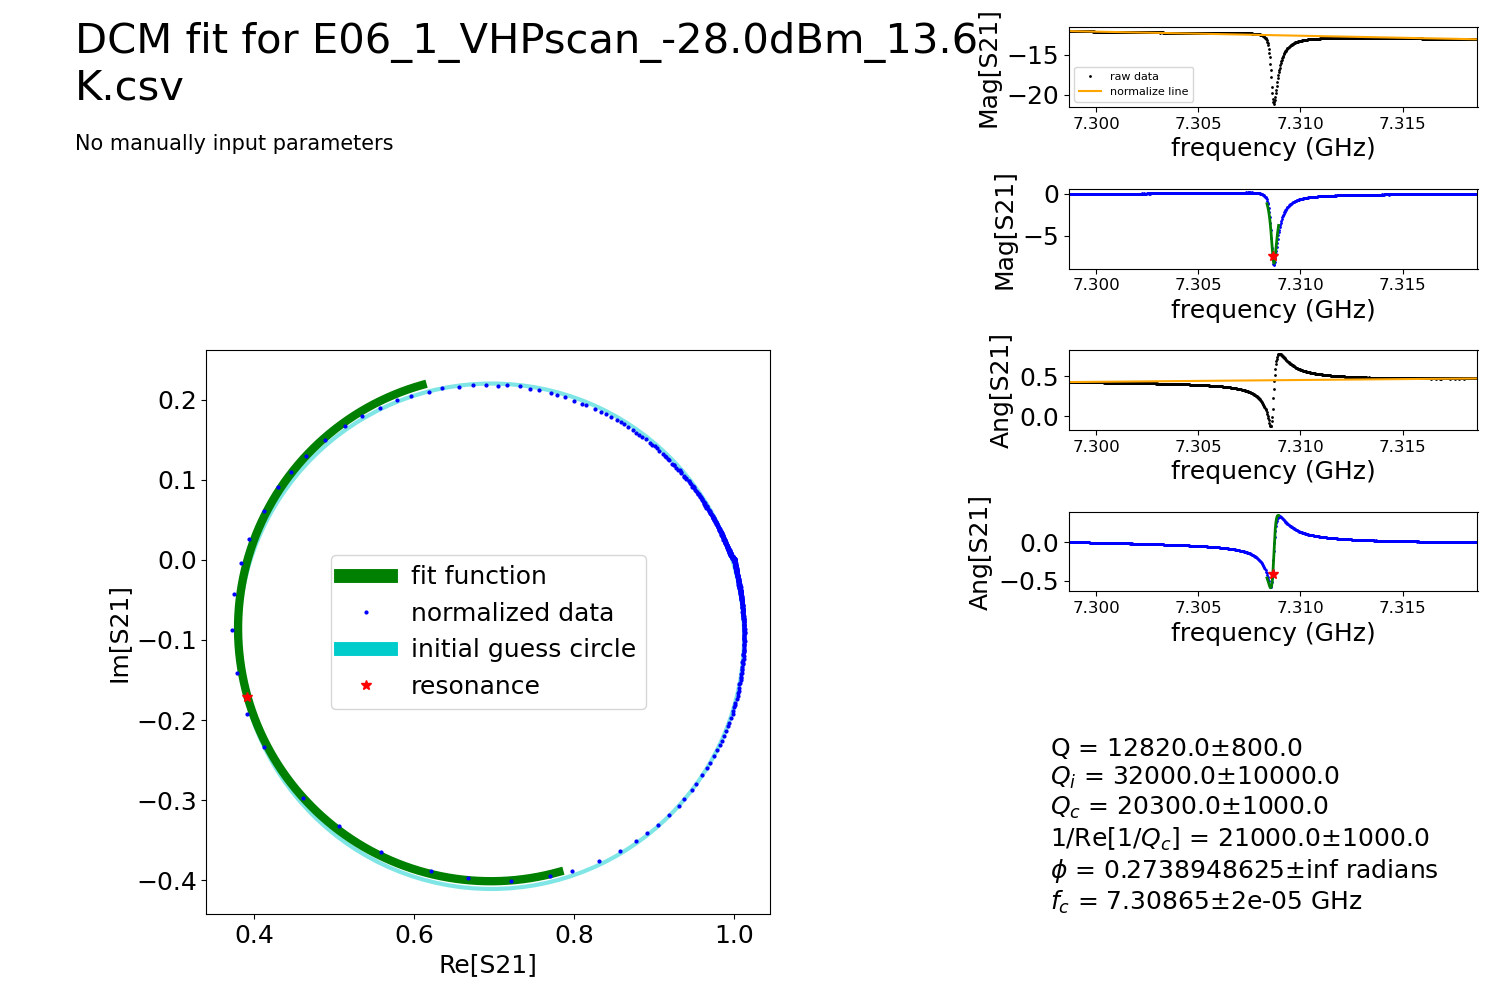 DCM fit for E06_1_VHPscan_-28.0dBm_13.6
K.csv
No manually input parameters
Mag[S21]
−15
−20
raw data
normalize line
7.300 7.305 7.310 7.315
frequency (GHz)
Mag[S21]
0
−5
7.300 7.305 7.310 7.315
frequency (GHz)
Ang[S21]
0.5
0.0
7.300 7.305 7.310 7.315
frequency (GHz)
Ang[S21]
0.0
−0.5
7.300 7.305 7.310 7.315
frequency (GHz)
Im[S21]
0.2
0.1
0.0
−0.1
−0.2
−0.3
−0.4
fit function
normalized data
initial guess circle
resonance
0.4 0.6 0.8 1.0
Re[S21]
Q = 12820.0±800.0
Q_i = 32000.0±10000.0
Q_c = 20300.0±1000.0
1/Re[1/Q_c] = 21000.0±1000.0
ϕ = 0.2738948625±inf radians
f_c = 7.30865±2e-05 GHz